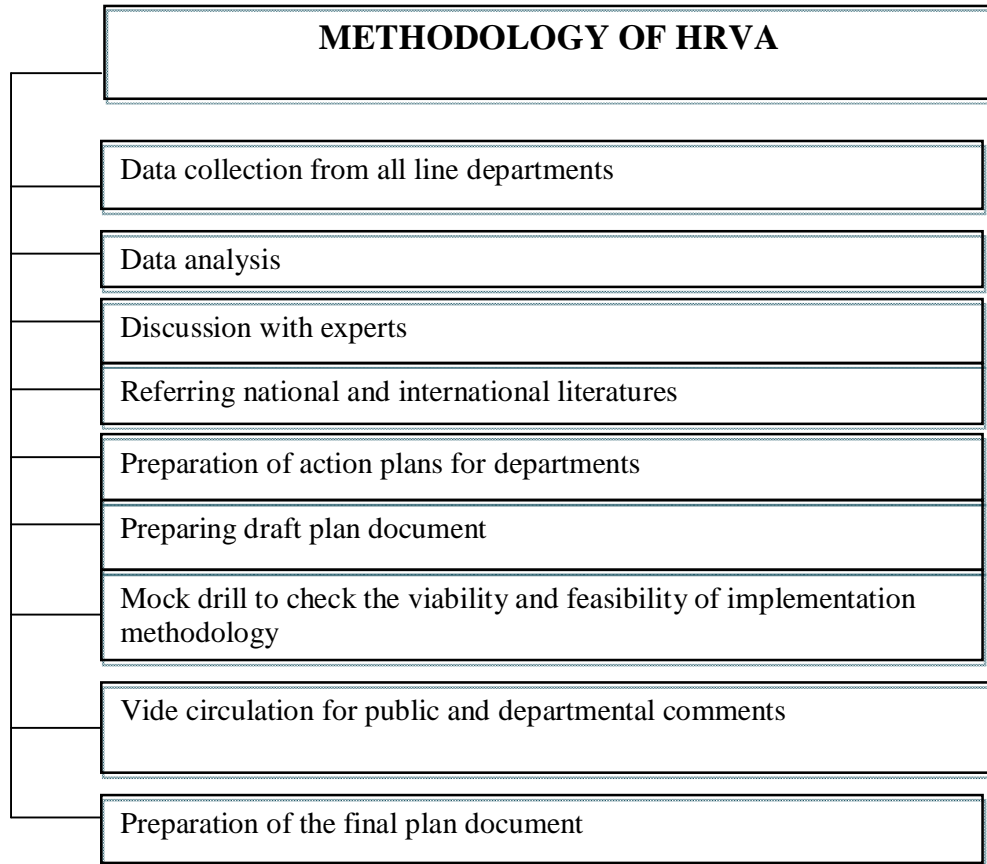 METHODOLOGY OF HRVA
Data collection from all line departments
Data analysis
Discussion with experts
Referring national and international literatures
Preparation of action plans for departments
Preparing draft plan document
Mock drill to check the viability and feasibility of implementation
methodology
Vide circulation for public and departmental comments
Preparation of the final plan document